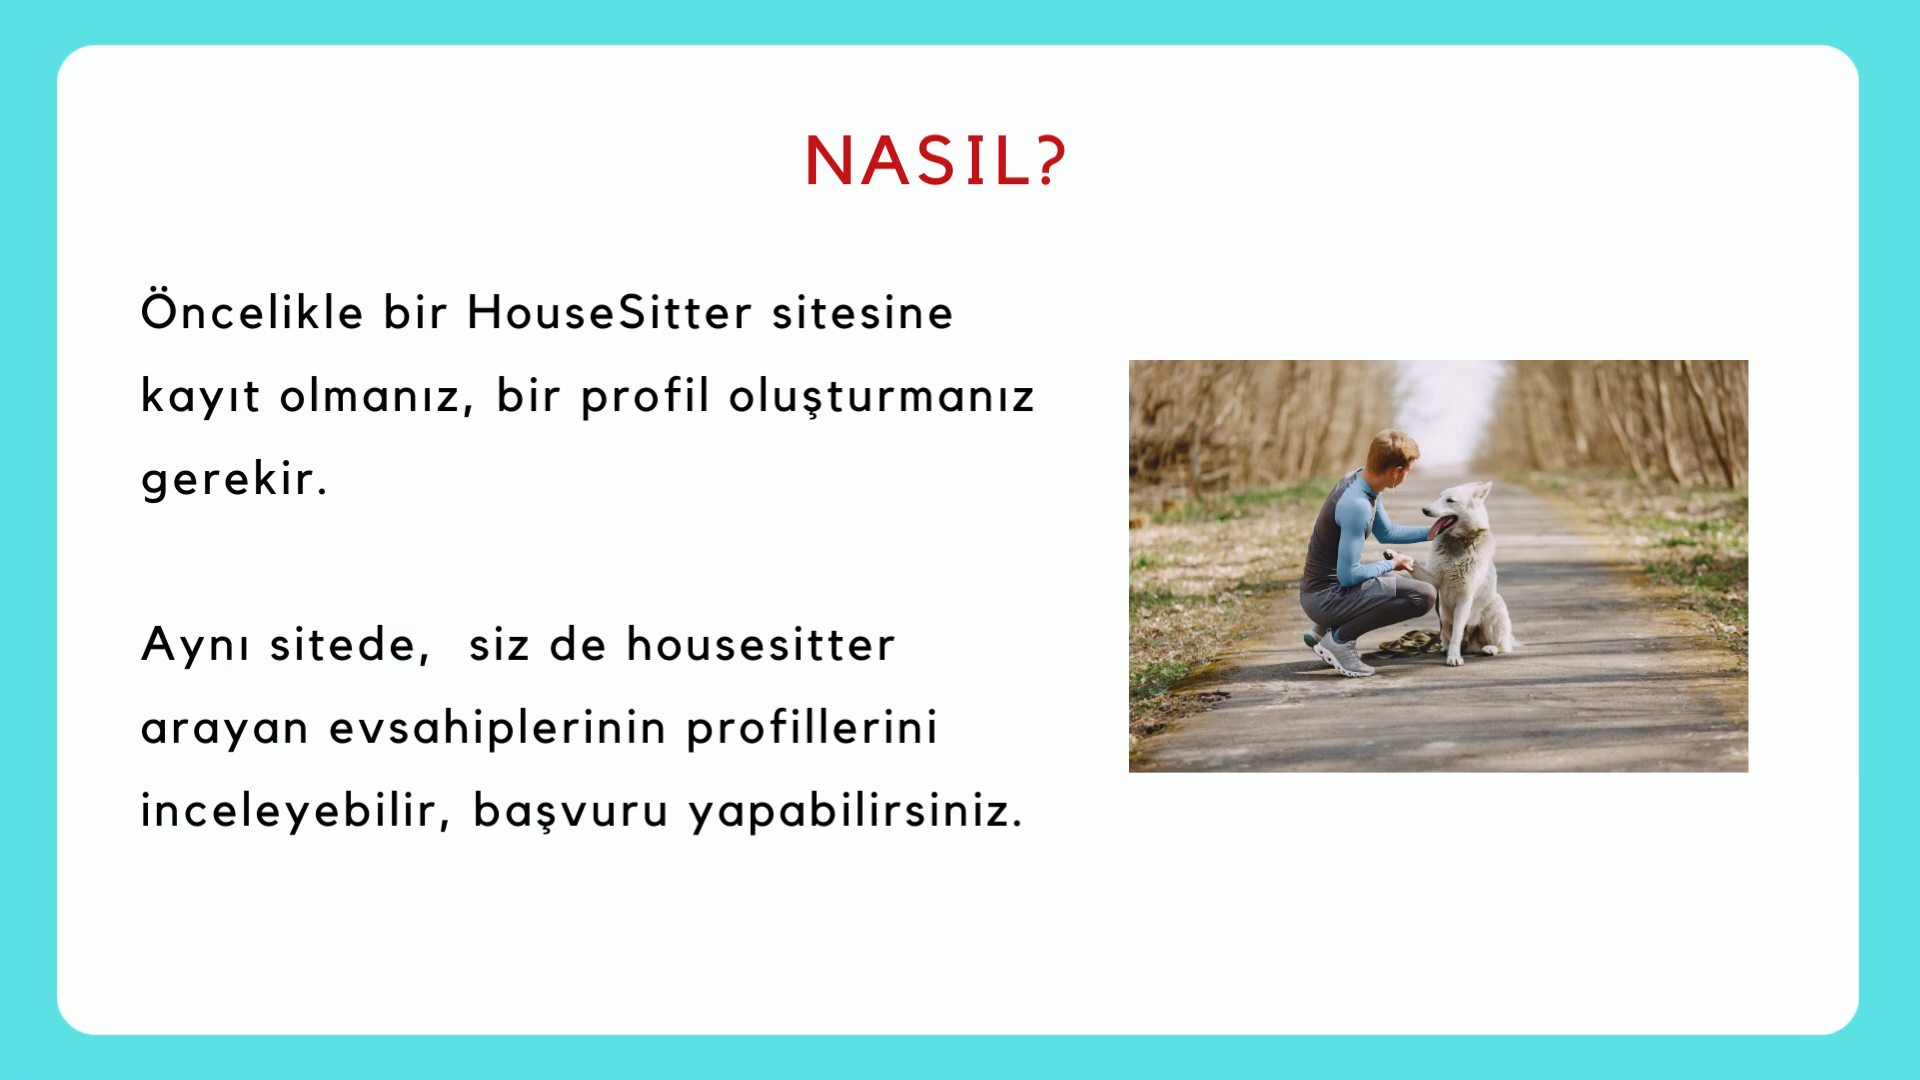 NASIL?
Öncelikle bir HouseSitter sitesine
kayıt olmanız, bir profil oluşturmanız
gerekir.
Aynı sitede,  siz de housesitter
arayan evsahiplerinin profillerini
inceleyebilir, başvuru yapabilirsiniz.